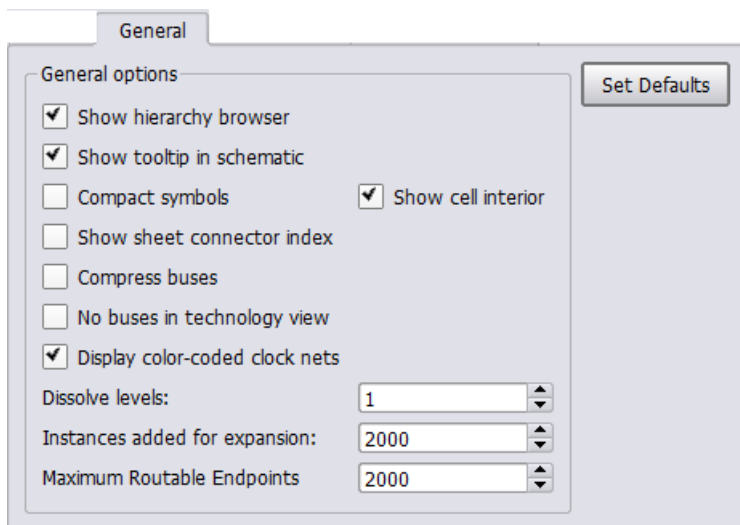 General
General options
Set Defaults
Show hierarchy browser
Show tooltip in schematic
Compact symbols
Show cell interior
Show sheet connector index
Compress buses
No buses in technology view
Display color-coded clock nets
Dissolve levels: 1
Instances added for expansion: 2000
Maximum Routable Endpoints 2000